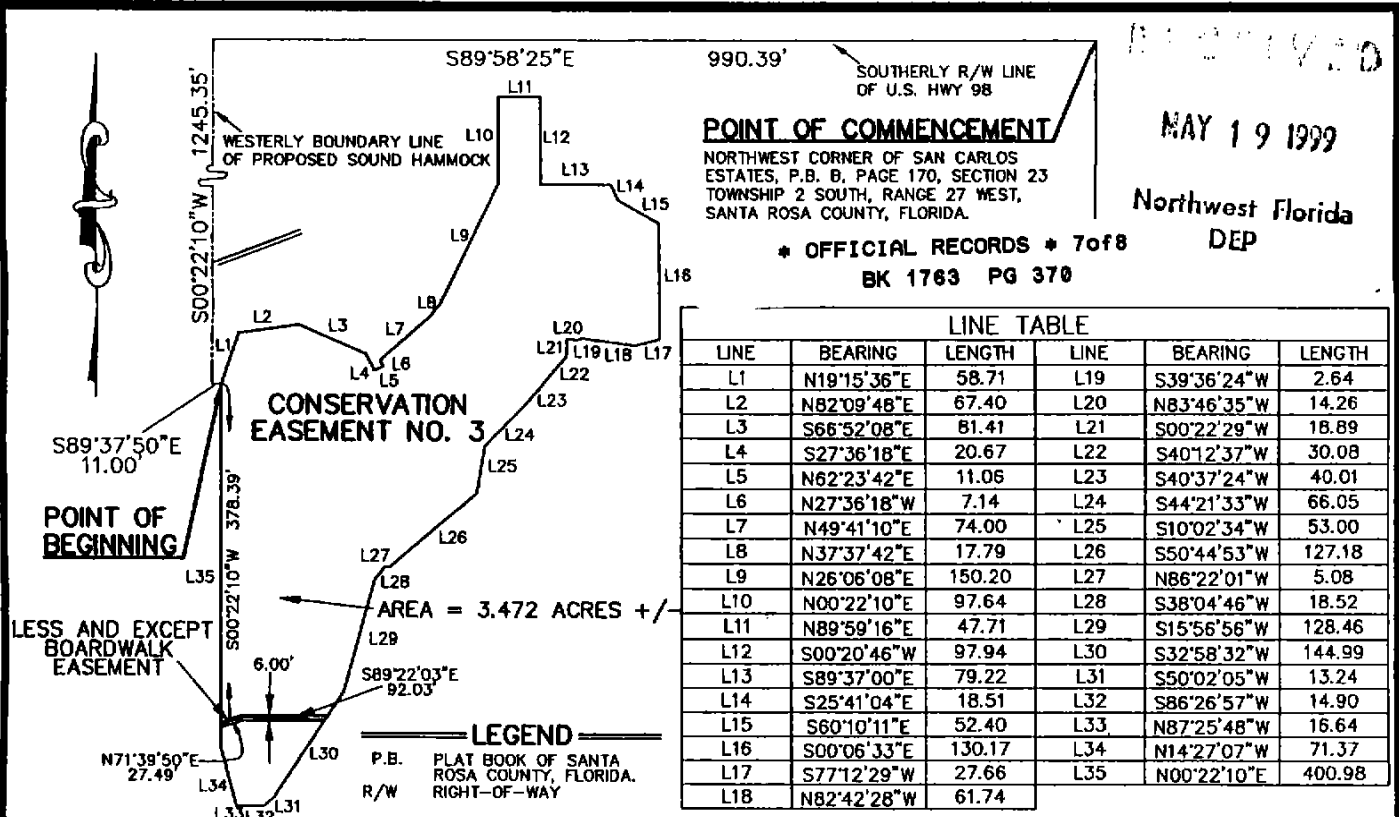 S89°58'25"E 990.39'
SOUTHERLY R/W LINE
OF U.S. HWY 98
MAY 19 1999
Northwest Florida
DEP
S00°22'10"W 1245.35'
WESTERLY BOUNDARY LINE
OF PROPOSED SOUND HAMMOCK
POINT OF COMMENCEMENT
NORTHWEST CORNER OF SAN CARLOS
ESTATES, P.B. B, PAGE 170, SECTION 23
TOWNSHIP 2 SOUTH, RANGE 27 WEST,
SANTA ROSA COUNTY, FLORIDA.
* OFFICIAL RECORDS * 7of8
BK 1763 PG 370
L1
L2
L3
L4
L5
L6
L7
L8
L9
L10
L11
L12
L13
L14
L15
L16
L17
L18
L19
L20
L21
L22
L23
L24
L25
L26
L27
L28
L29
L30
L31
L32
L33
L34
L35
CONSERVATION
EASEMENT NO. 3
S89°37'50"E
11.00'
POINT OF
BEGINNING
S00°22'10"W 378.39'
AREA = 3.472 ACRES +/-
LESS AND EXCEPT
BOARDWALK
EASEMENT
6.00'
S89°22'03"E
92.03'
N71°39'50"E
27.49'
LEGEND
P.B. PLAT BOOK OF SANTA
ROSA COUNTY, FLORIDA.
R/W RIGHT-OF-WAY
LINE TABLE
LINE BEARING LENGTH LINE BEARING LENGTH
L1 N19°15'36"E 58.71 L19 S39°36'24"W 2.64
L2 N82°09'48"E 67.40 L20 N83°46'35"W 14.26
L3 S66°52'08"E 81.41 L21 S00°22'29"W 18.89
L4 S27°36'18"E 20.67 L22 S40°12'37"W 30.08
L5 N62°23'42"E 11.06 L23 S40°37'24"W 40.01
L6 N27°36'18"W 7.14 L24 S44°21'33"W 66.05
L7 N49°41'10"E 74.00 L25 S10°02'34"W 53.00
L8 N37°37'42"E 17.79 L26 S50°44'53"W 127.18
L9 N26°06'08"E 150.20 L27 N86°22'01"W 5.08
L10 N00°22'10"E 97.64 L28 S38°04'46"W 18.52
L11 N89°59'16"E 47.71 L29 S15°56'56"W 128.46
L12 S00°20'46"W 97.94 L30 S32°58'32"W 144.99
L13 S89°37'00"E 79.22 L31 S50°02'05"W 13.24
L14 S25°41'04"E 18.51 L32 S86°26'57"W 14.90
L15 S60°10'11"E 52.40 L33 N87°25'48"W 16.64
L16 S00°06'33"E 130.17 L34 N14°27'07"W 71.37
L17 S77°12'29"W 27.66 L35 N00°22'10"E 400.98
L18 N82°42'28"W 61.74